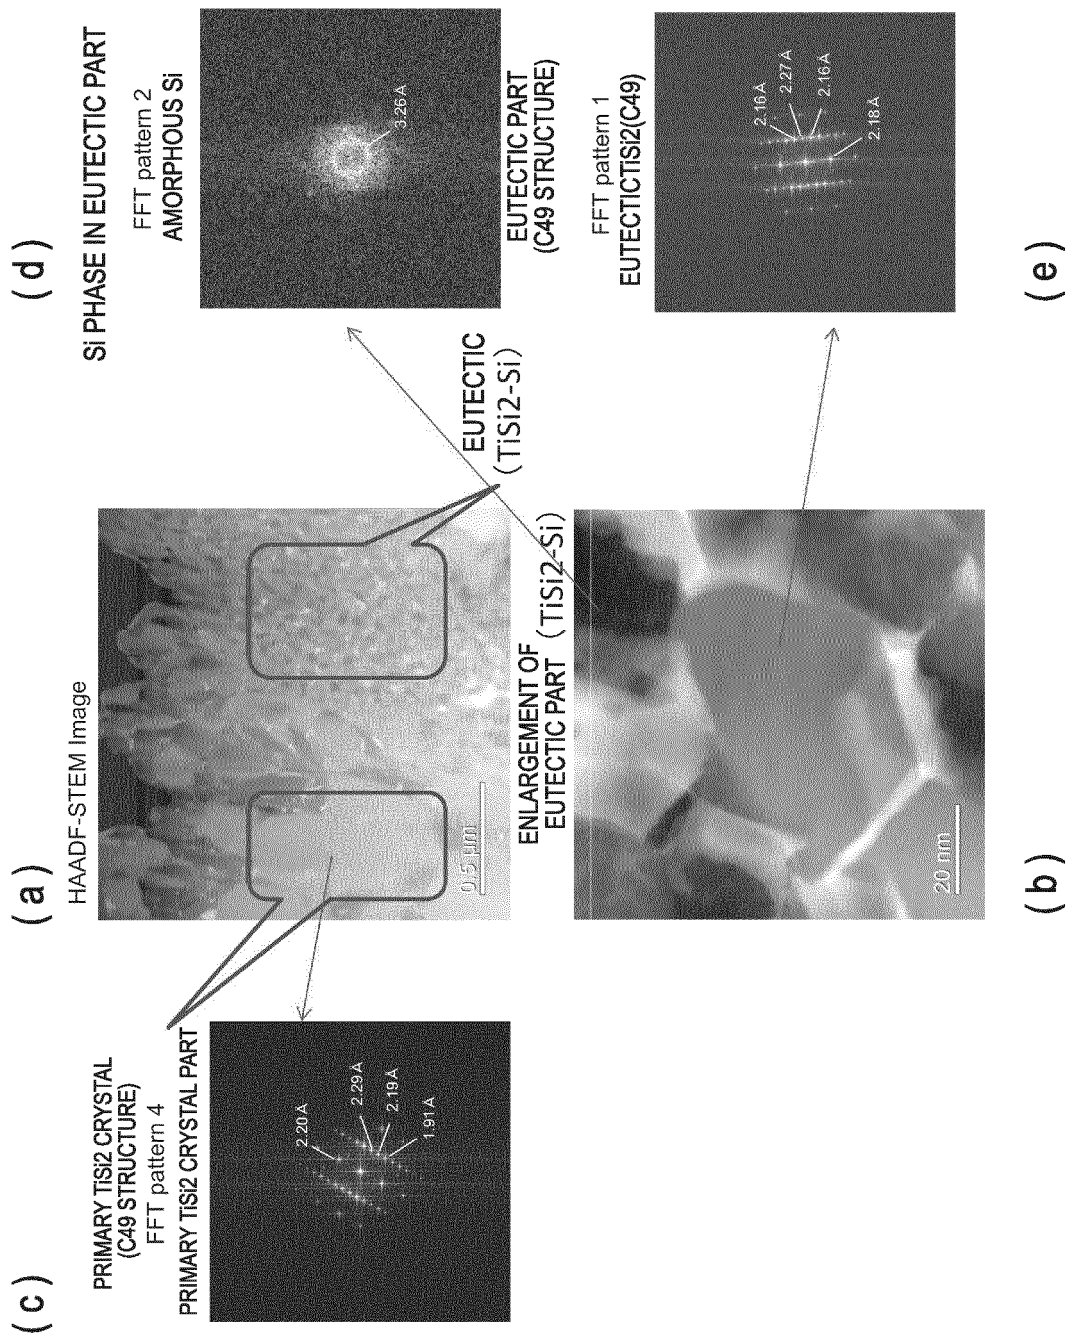 (a)
HAADF-STEM Image
0.5 µm
EUTECTIC
(TiSi2-Si)
(b)
ENLARGEMENT OF
EUTECTIC PART (TiSi2-Si)
20 nm
(c)
PRIMARY TiSi2 CRYSTAL
(C49 STRUCTURE)
FFT pattern 4
PRIMARY TiSi2 CRYSTAL PART
2.20 Å
2.29 Å
2.19 Å
1.91 Å
(d)
Si PHASE IN EUTECTIC PART
FFT pattern 2
AMORPHOUS Si
3.26 Å
(e)
EUTECTIC PART
(C49 STRUCTURE)
FFT pattern 1
EUTECTICTiSi2(C49)
2.16 Å
2.27 Å
2.16 Å
2.18 Å